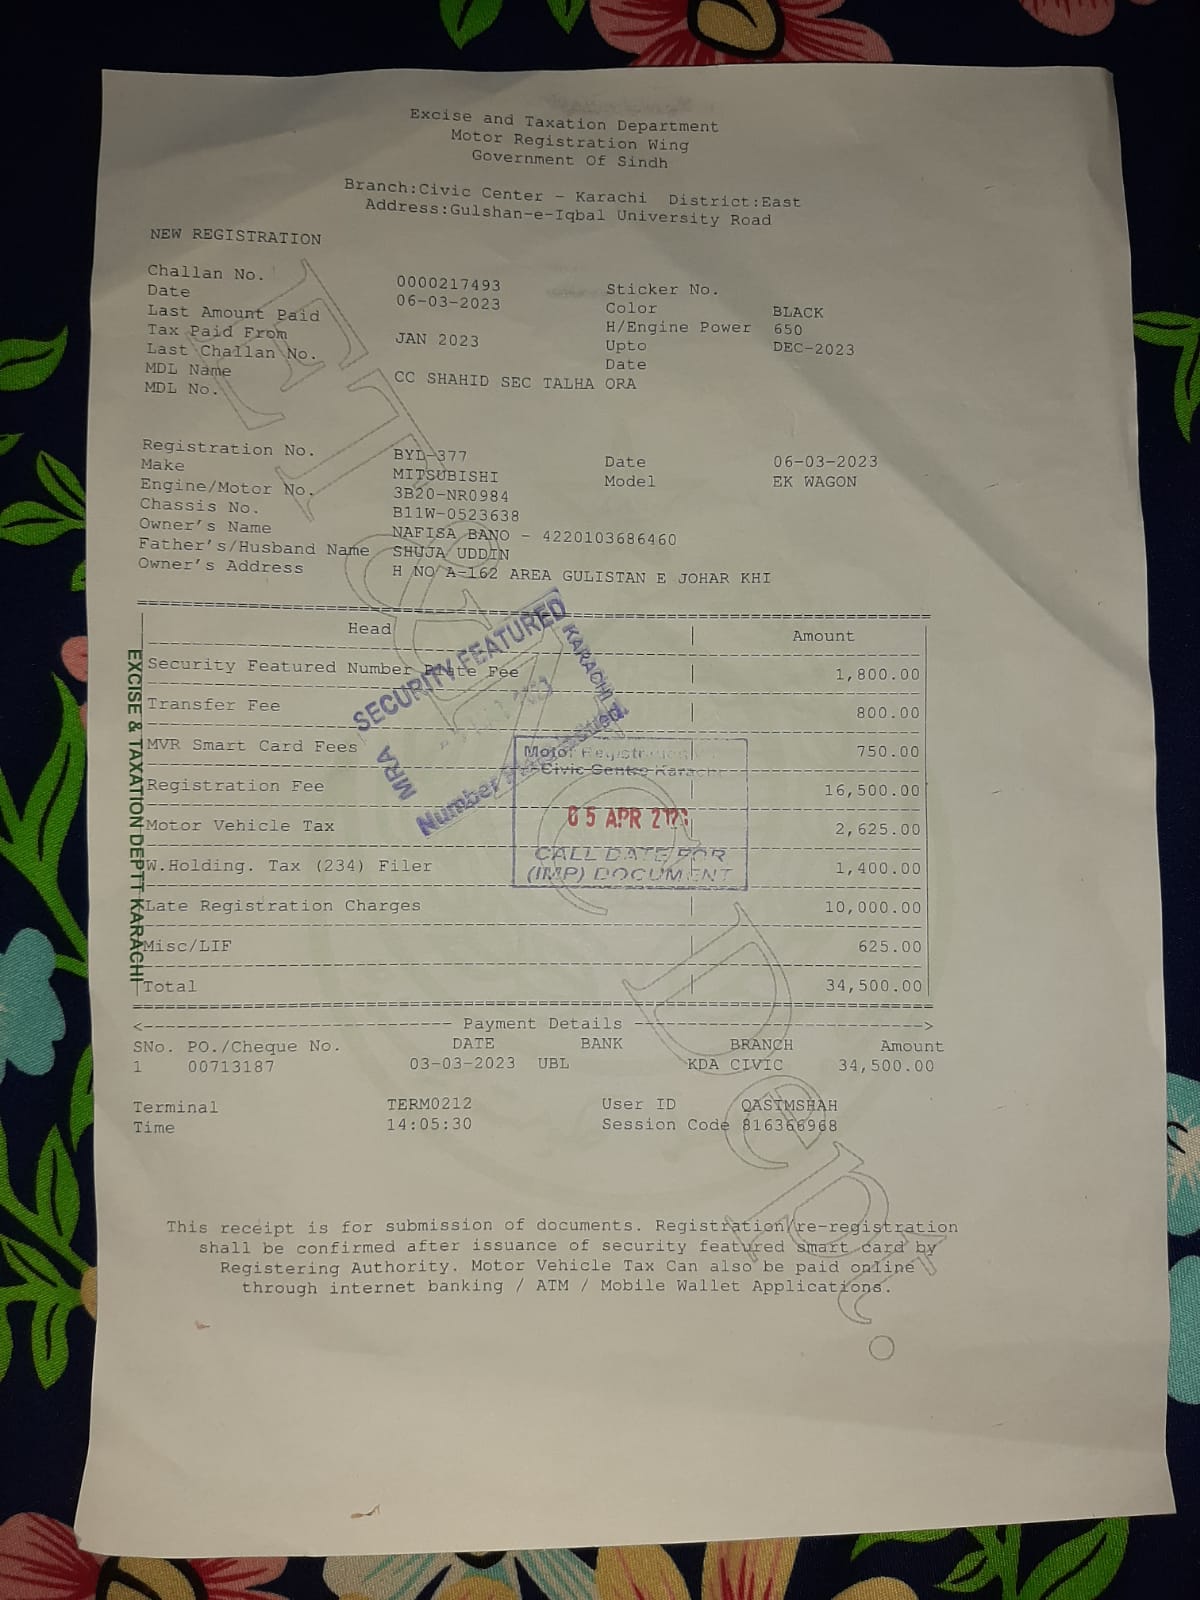 Excise and Taxation Department
Motor Registration Wing
Government Of Sindh
Branch:Civic Center - Karachi District:East
Address:Gulshan-e-Iqbal University Road
NEW REGISTRATION
Challan No. 0000217493 Sticker No.
Date 06-03-2023 Color BLACK
Last Amount Paid H/Engine Power 650
Tax Paid From JAN 2023 Upto DEC-2023
Last Challan No. Date
MDL Name CC SHAHID SEC TALHA ORA
MDL No.
Registration No. BYD-377 Date 06-03-2023
Make MITSUBISHI Model EK WAGON
Engine/Motor No. 3B20-NR0984
Chassis No. B11W-0523638
Owner's Name NAFISA BANO - 4220103686460
Father's/Husband Name SHUJA UDDIN
Owner's Address H NO A-162 AREA GULISTAN E JOHAR KHI
Head Amount
Security Featured Number Plate Fee 1,800.00
Transfer Fee 800.00
MVR Smart Card Fees 750.00
Registration Fee 16,500.00
Motor Vehicle Tax 2,625.00
W.Holding. Tax (234) Filer 1,400.00
Late Registration Charges 10,000.00
Misc/LIF 625.00
Total 34,500.00
EXCISE & TAXATION DEPTT KARACHI
SECURITY FEATURED
KARACHI
MRA
Number
Motor Registration
Civic Centre Karachi
05 APR
CALL DATE FOR
(IMP) DOCUMENT
<---- Payment Details ---->
SNo. PO./Cheque No. DATE BANK BRANCH Amount
1 00713187 03-03-2023 UBL KDA CIVIC 34,500.00
Terminal TERM0212 User ID QASIMSHAH
Time 14:05:30 Session Code 816366968
This receipt is for submission of documents. Registration/re-registration
shall be confirmed after issuance of security featured smart card by
Registering Authority. Motor Vehicle Tax Can also be paid online
through internet banking / ATM / Mobile Wallet Applications.